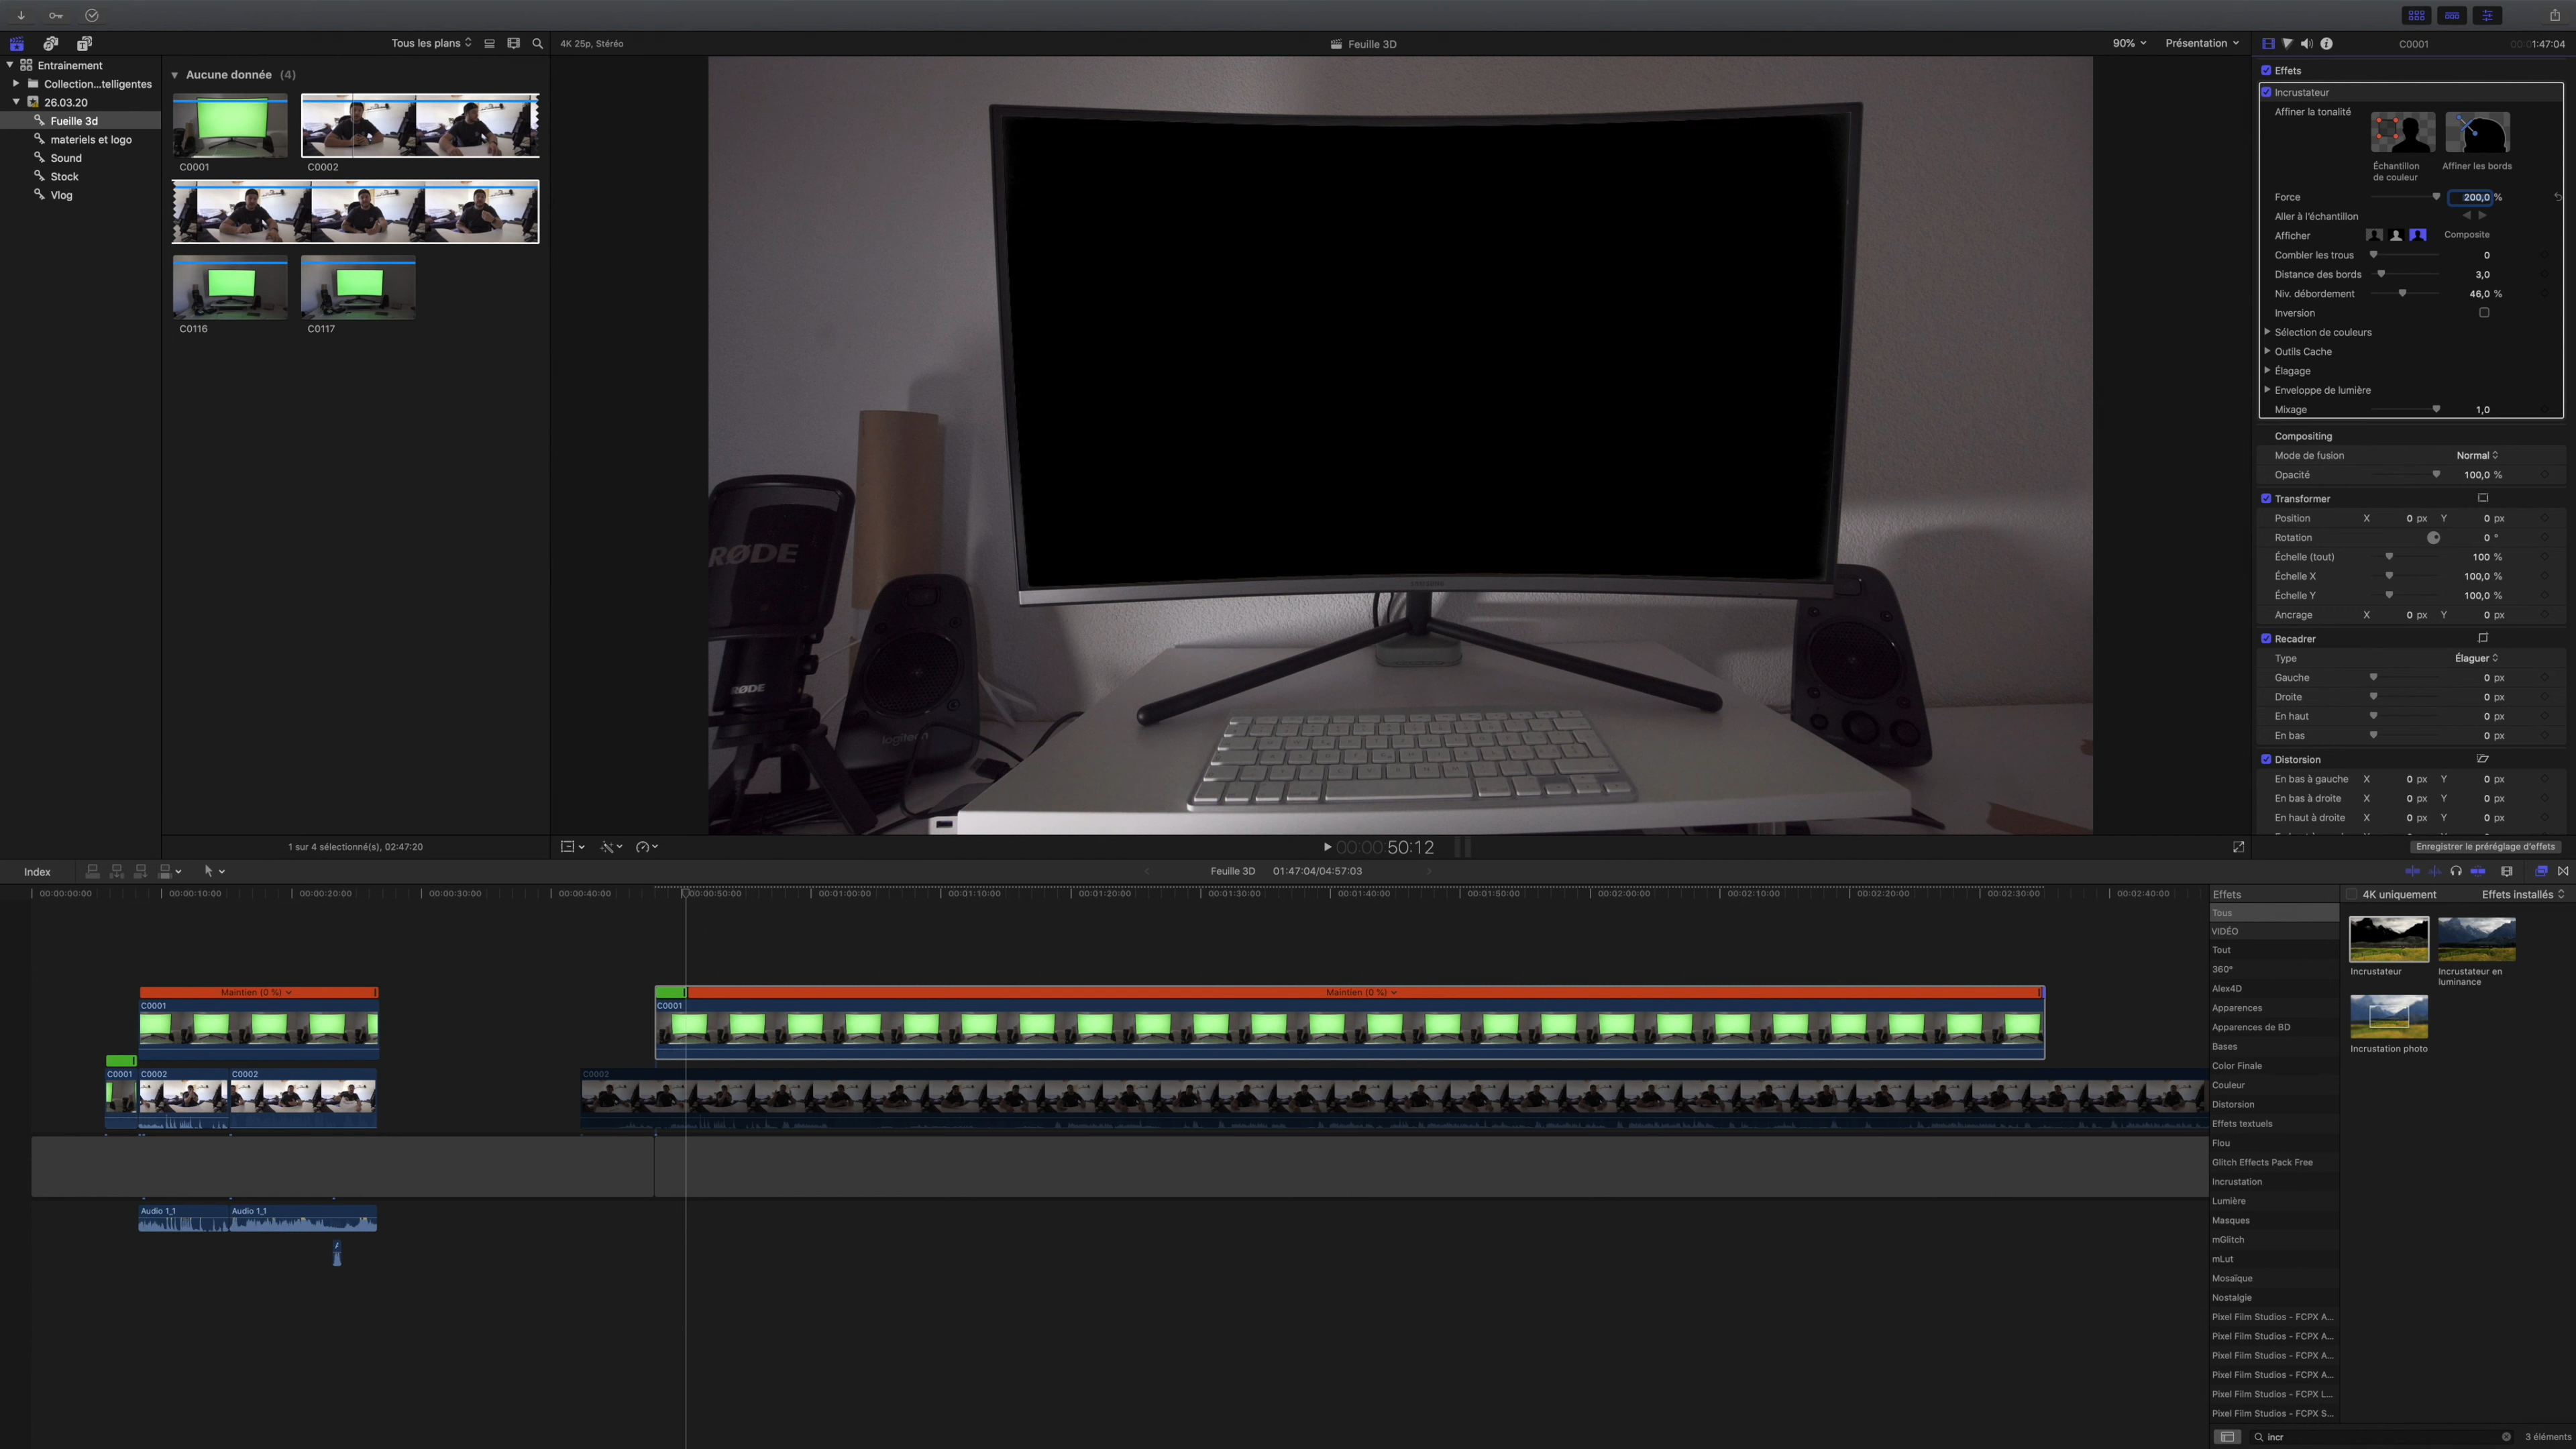 Tous les plans
4K 25p, Stéréo
Feuille 3D
90%
Présentation
C0001
00:01:47:04
Entrainement
Collection...telligentes
26.03.20
Fueille 3d
materiels et logo
Sound
Stock
Vlog
Aucune donnée (4)
C0001
C0002
C0116
C0117
1 sur 4 sélectionné(s), 02:47:20
RØDE
RØDE
logitech
SAMSUNG
00:00:50:12
Effets
Incrustateur
Affiner la tonalité
Échantillon
de couleur
Affiner les bords
Force 200,0 %
Aller à l'échantillon
Afficher Composite
Combler les trous 0
Distance des bords 3,0
Niv. débordement 46,0 %
Inversion
Sélection de couleurs
Outils Cache
Élagage
Enveloppe de lumière
Mixage 1,0
Compositing
Mode de fusion Normal
Opacité 100,0 %
Transformer
Position X 0 px Y 0 px
Rotation 0 °
Échelle (tout) 100 %
Échelle X 100,0 %
Échelle Y 100,0 %
Ancrage X 0 px Y 0 px
Recadrer
Type Élaguer
Gauche 0 px
Droite 0 px
En haut 0 px
En bas 0 px
Distorsion
En bas à gauche X 0 px Y 0 px
En bas à droite X 0 px Y 0 px
En haut à droite X 0 px Y 0 px
Enregistrer le préréglage d'effets
Index
Feuille 3D 01:47:04/04:57:03
00:00:00:00 00:00:10:00 00:00:20:00 00:00:30:00 00:00:40:00 00:00:50:00 00:01:00:00 00:01:10:00 00:01:20:00 00:01:30:00 00:01:40:00 00:01:50:00 00:02:00:00 00:02:10:00 00:02:20:00 00:02:30:00 00:02:40:00
Maintien (0 %)
C0001
Maintien (0 %)
C0001
C0001
C0002
C0002
C0002
Audio 1_1
Audio 1_1
Effets
4K uniquement
Effets installés
Tous
VIDÉO
Tout
360°
Alex4D
Apparences
Apparences de BD
Bases
Color Finale
Couleur
Distorsion
Effets textuels
Flou
Glitch Effects Pack Free
Incrustation
Lumière
Masques
mGlitch
mLut
Mosaïque
Nostalgie
Pixel Film Studios - FCPX A...
Pixel Film Studios - FCPX A...
Pixel Film Studios - FCPX A...
Pixel Film Studios - FCPX A...
Pixel Film Studios - FCPX L...
Pixel Film Studios - FCPX S...
Incrustateur
Incrustateur en
luminance
Incrustation photo
incr
3 éléments